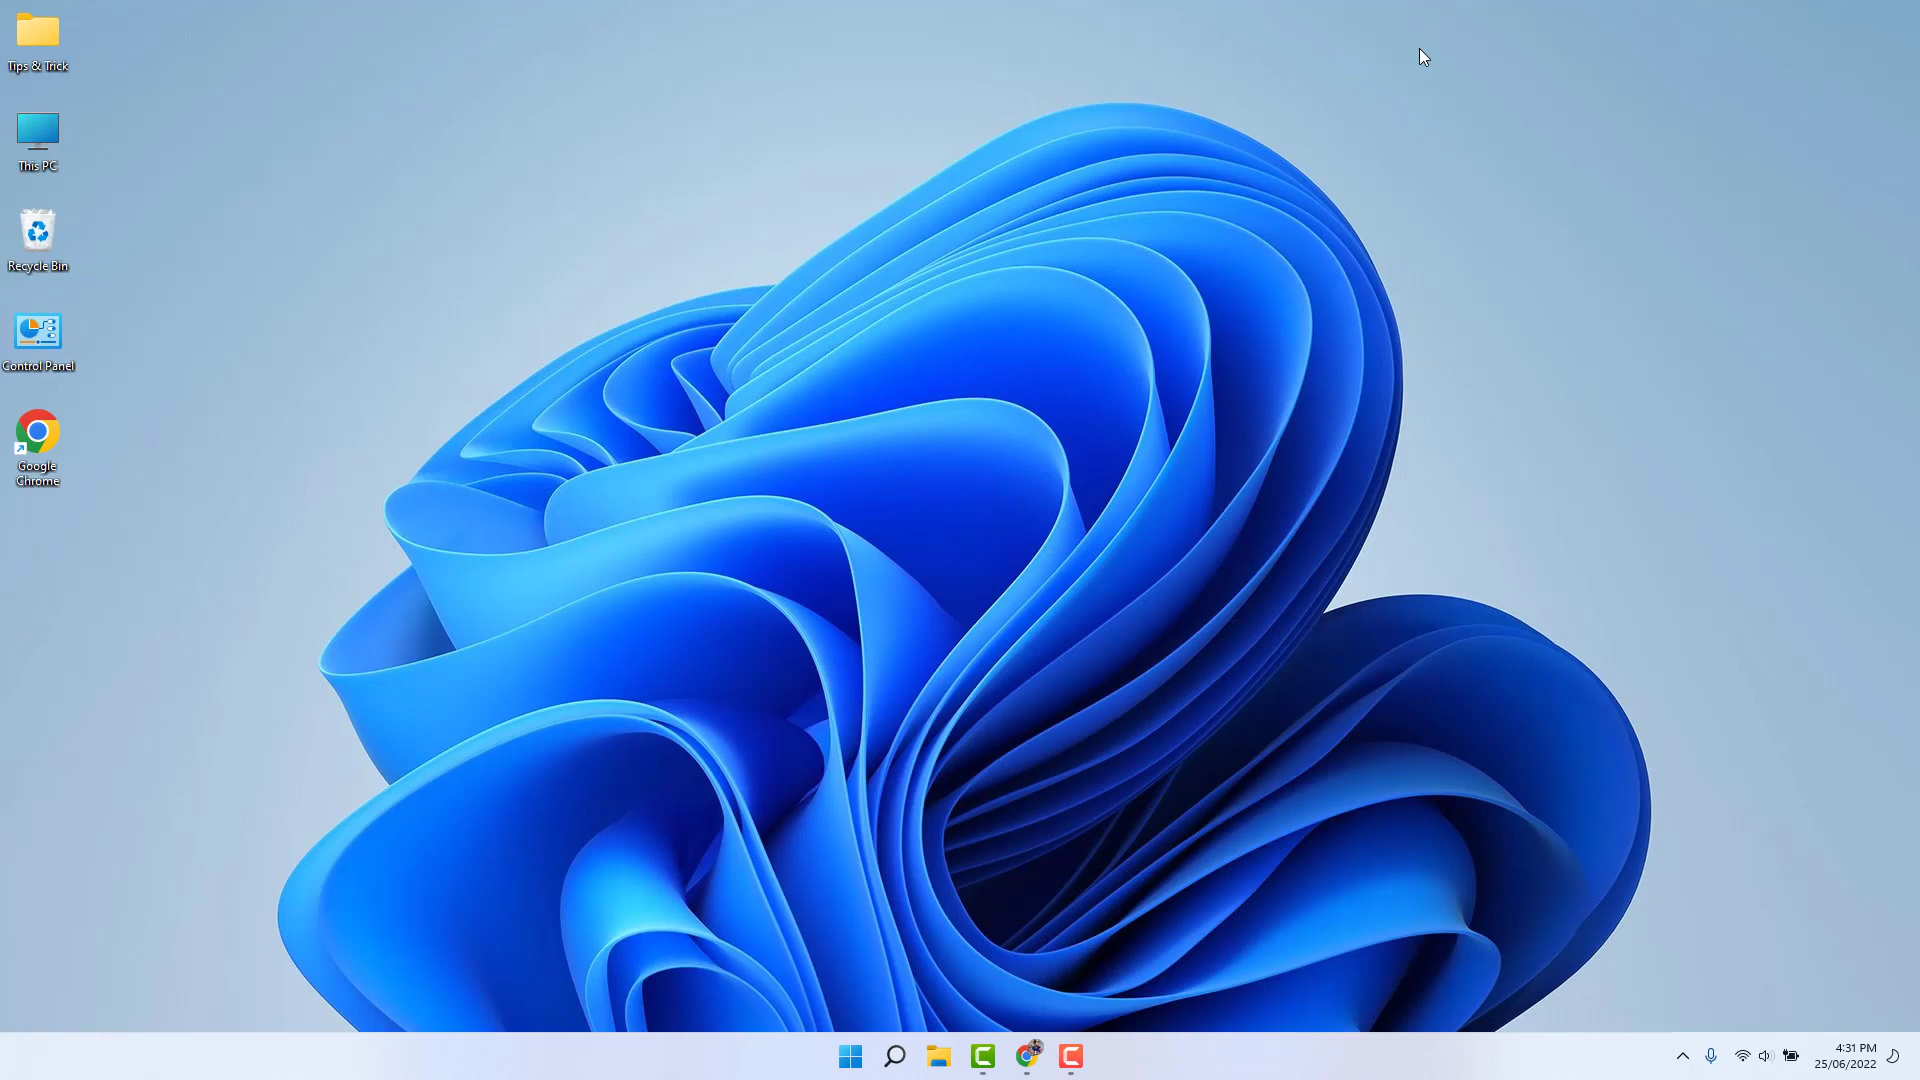 Tips & Trick
This PC
Recycle Bin
Control Panel
Google
Chrome
4:31 PM
25/06/2022